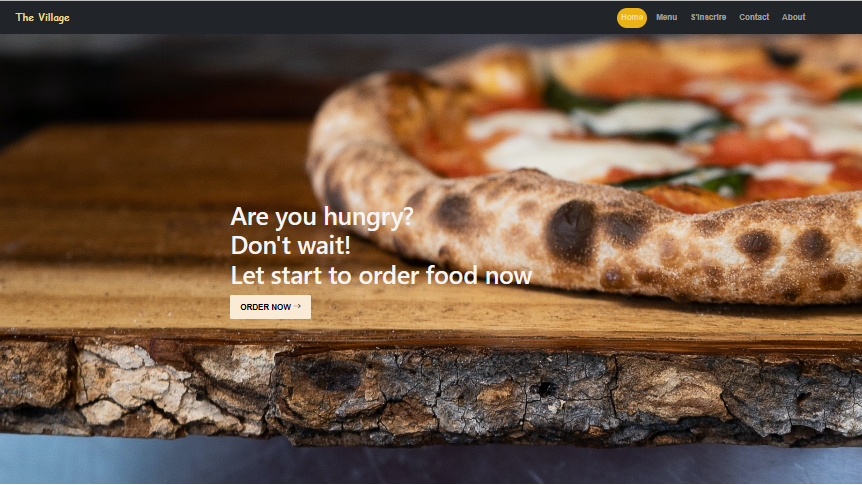 The Village
Home Menu S'inscrire Contact About
Are you hungry?
Don't wait!
Let start to order food now
ORDER NOW →